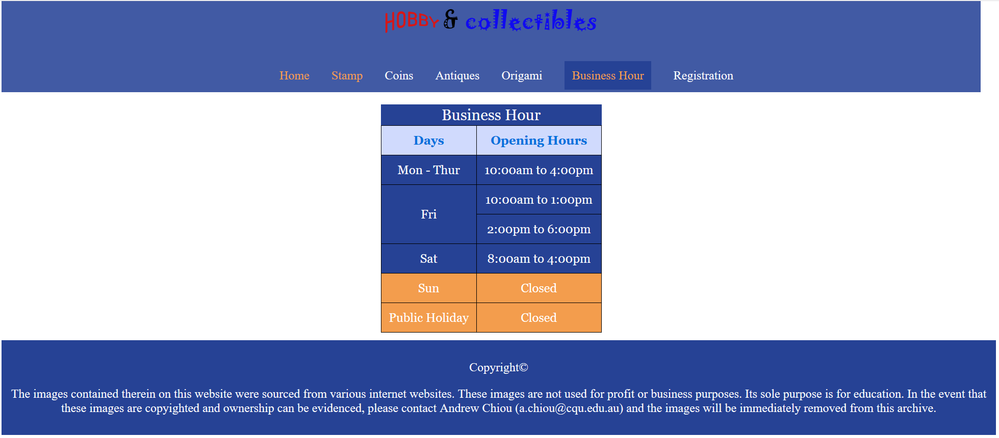 HOBBY & collectibles
Home Stamp Coins Antiques Origami Business Hour Registration
Business Hour
Days Opening Hours
Mon - Thur 10:00am to 4:00pm
Fri 10:00am to 1:00pm
2:00pm to 6:00pm
Sat 8:00am to 4:00pm
Sun Closed
Public Holiday Closed
Copyright©
The images contained therein on this website were sourced from various internet websites. These images are not used for profit or business purposes. Its sole purpose is for education. In the event that
these images are copyighted and ownership can be evidenced, please contact Andrew Chiou (a.chiou@cqu.edu.au) and the images will be immediately removed from this archive.